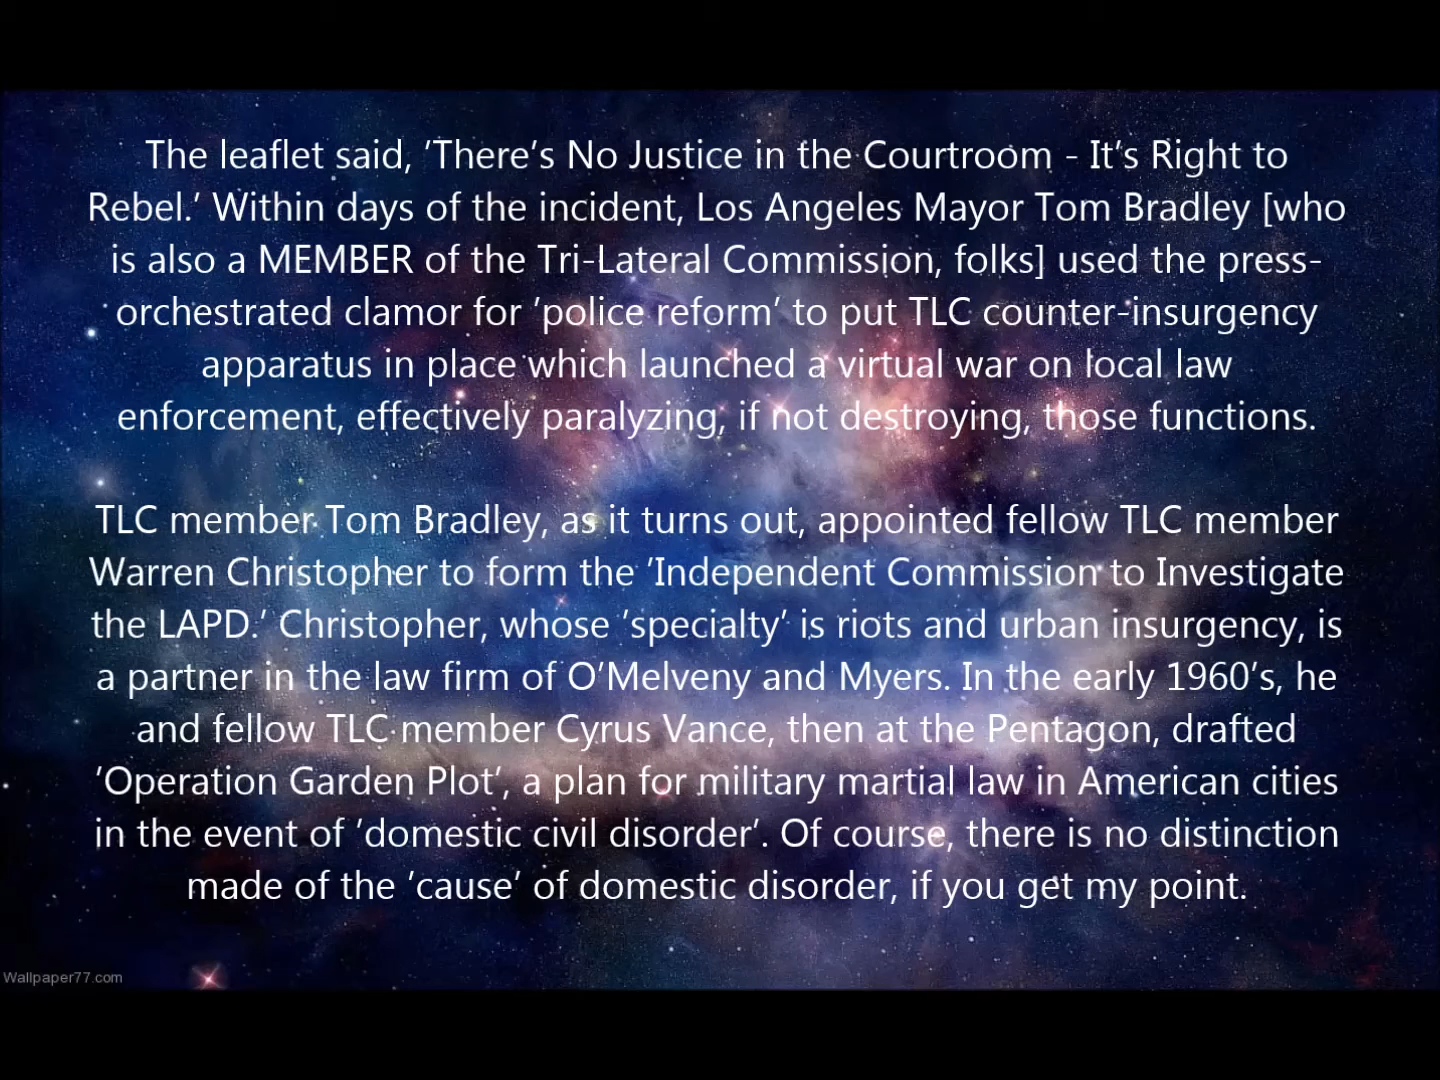 The leaflet said, 'There's No Justice in the Courtroom - It's Right to
Rebel.' Within days of the incident, Los Angeles Mayor Tom Bradley [who
is also a MEMBER of the Tri-Lateral Commission, folks] used the press-
orchestrated clamor for 'police reform' to put TLC counter-insurgency
apparatus in place which launched a virtual war on local law
enforcement, effectively paralyzing, if not destroying, those functions.
TLC member Tom Bradley, as it turns out, appointed fellow TLC member
Warren Christopher to form the 'Independent Commission to Investigate
the LAPD.' Christopher, whose 'specialty' is riots and urban insurgency, is
a partner in the law firm of O'Melveny and Myers. In the early 1960's, he
and fellow TLC member Cyrus Vance, then at the Pentagon, drafted
'Operation Garden Plot', a plan for military martial law in American cities
in the event of 'domestic civil disorder'. Of course, there is no distinction
made of the 'cause' of domestic disorder, if you get my point.
Wallpaper77.com